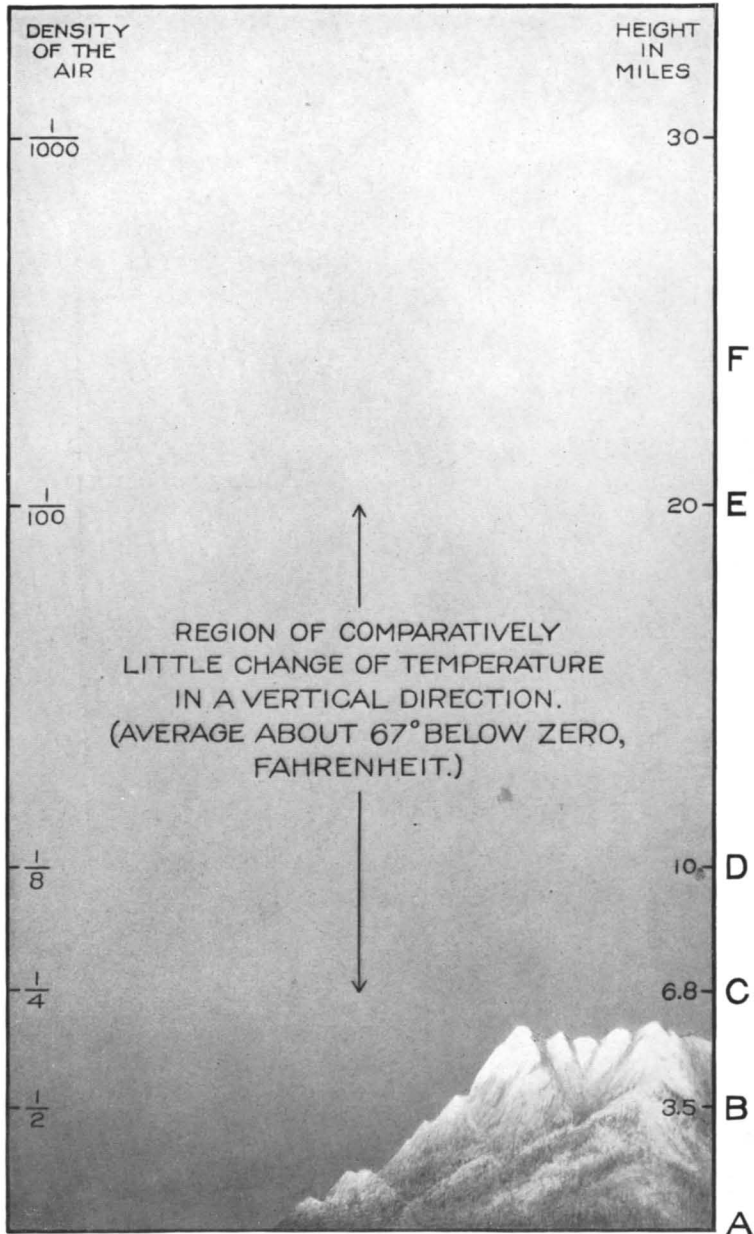 DENSITY
OF THE
AIR
HEIGHT
IN
MILES
1/1000
30
F
1/100
20
E
REGION OF COMPARATIVELY
LITTLE CHANGE OF TEMPERATURE
IN A VERTICAL DIRECTION.
(AVERAGE ABOUT 67° BELOW ZERO,
FAHRENHEIT.)
1/8
10
D
1/4
6.8
C
1/2
3.5
B
A